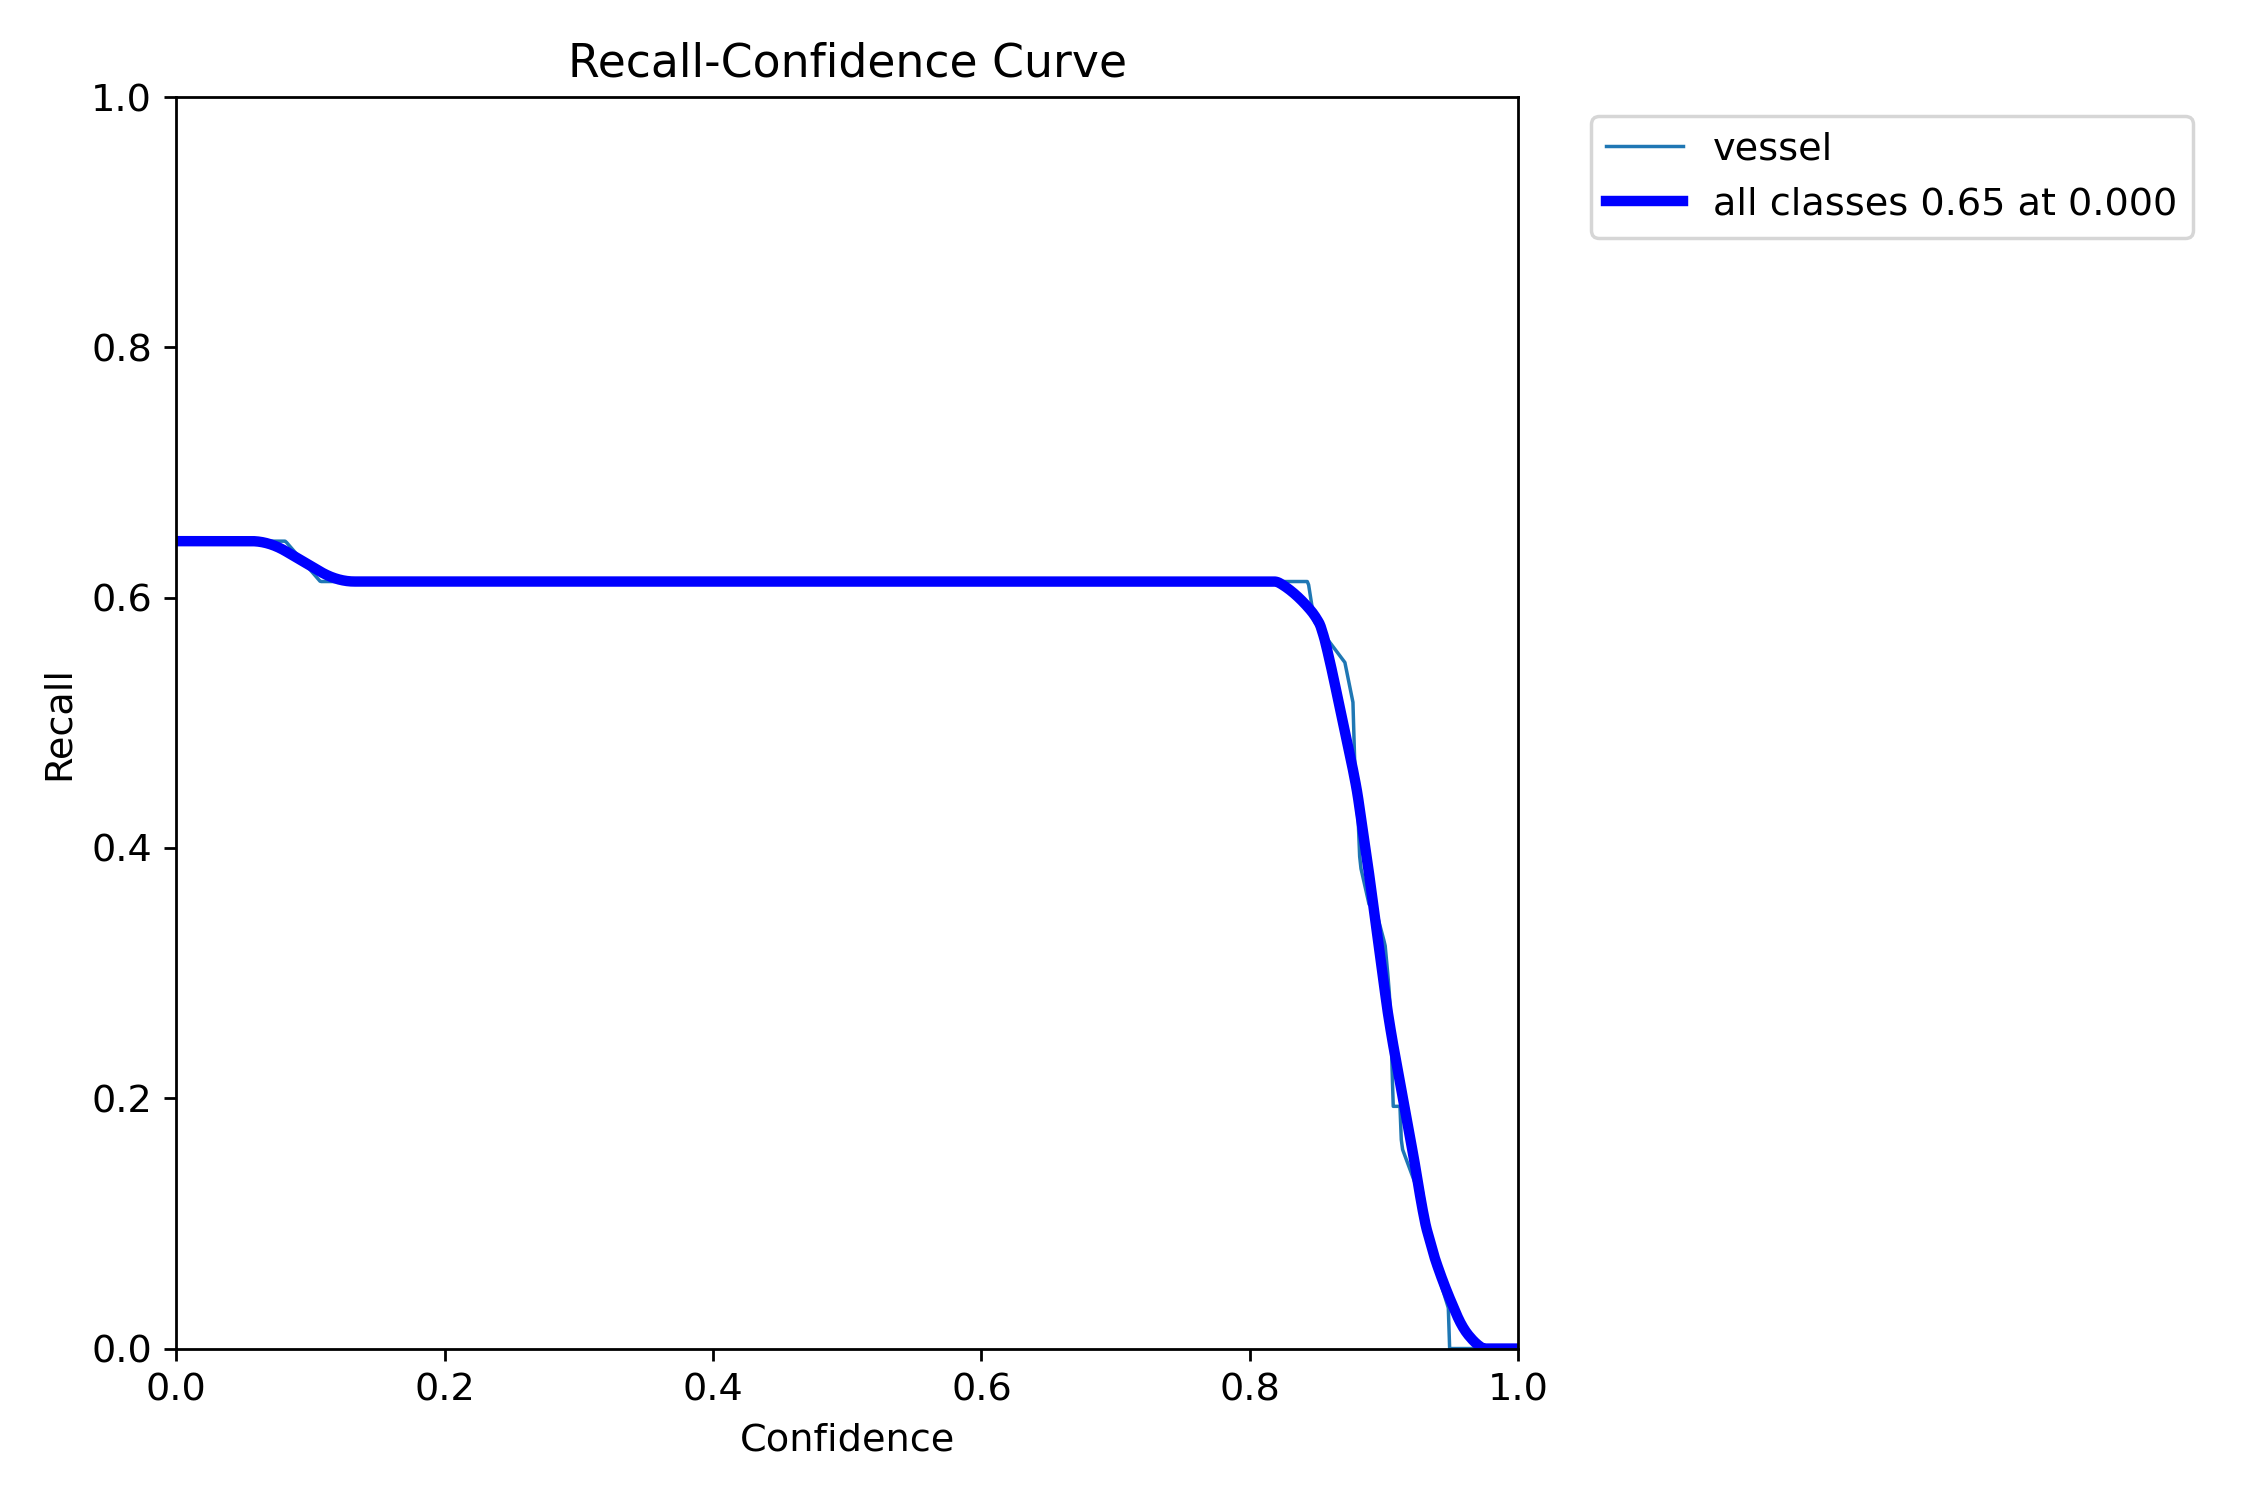 Recall-Confidence Curve
1.0
0.8
0.6
0.4
0.2
0.0
Recall
0.0 0.2 0.4 0.6 0.8 1.0
Confidence
vessel
all classes 0.65 at 0.000